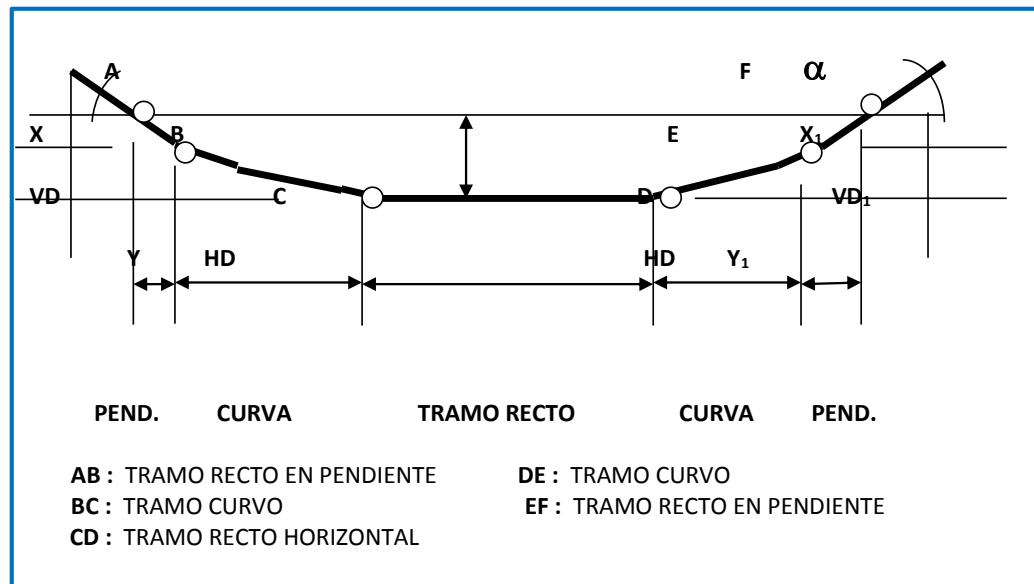 A F α
X B E X₁
VD C D VD₁
Y HD HD Y₁
PEND. CURVA TRAMO RECTO CURVA PEND.
AB : TRAMO RECTO EN PENDIENTE DE : TRAMO CURVO
BC : TRAMO CURVO EF : TRAMO RECTO EN PENDIENTE
CD : TRAMO RECTO HORIZONTAL